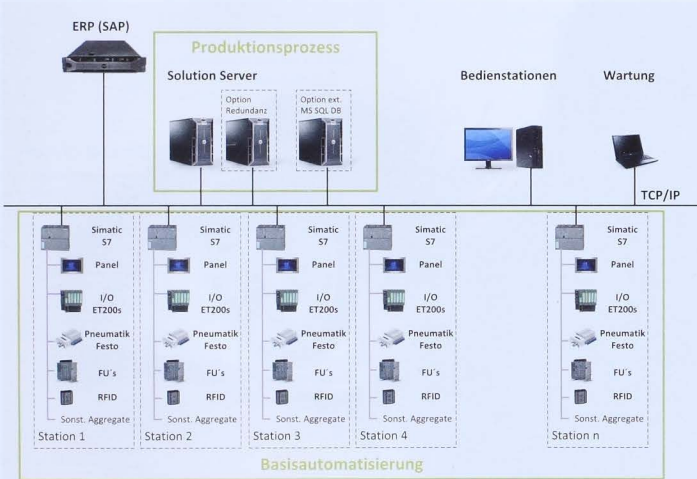 ERP (SAP)
Produktionsprozess
Solution Server
Bedienstationen
Wartung
Option
Redundanz
Option ext.
MS SQL DB
TCP/IP
Simatic
S7
Panel
I/O
ET200s
Pneumatik
Festo
FU´s
RFID
Sonst. Aggregate
Station 1
Simatic
S7
Panel
I/O
ET200s
Pneumatik
Festo
FU´s
RFID
Sonst. Aggregate
Station 2
Simatic
S7
Panel
I/O
ET200s
Pneumatik
Festo
FU´s
RFID
Sonst. Aggregate
Station 3
Simatic
S7
Panel
I/O
ET200s
Pneumatik
Festo
FU´s
RFID
Sonst. Aggregate
Station 4
Simatic
S7
Panel
I/O
ET200s
Pneumatik
Festo
FU´s
RFID
Sonst. Aggregate
Station n
Basisautomatisierung